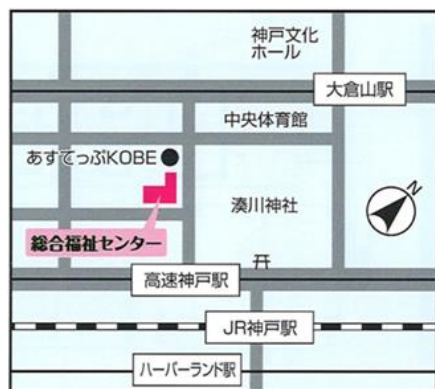 神戸文化
ホール
大倉山駅
中央体育館
あすてっぷKOBE
湊川神社
N
総合福祉センター
高速神戸駅
JR神戸駅
ハーバーランド駅